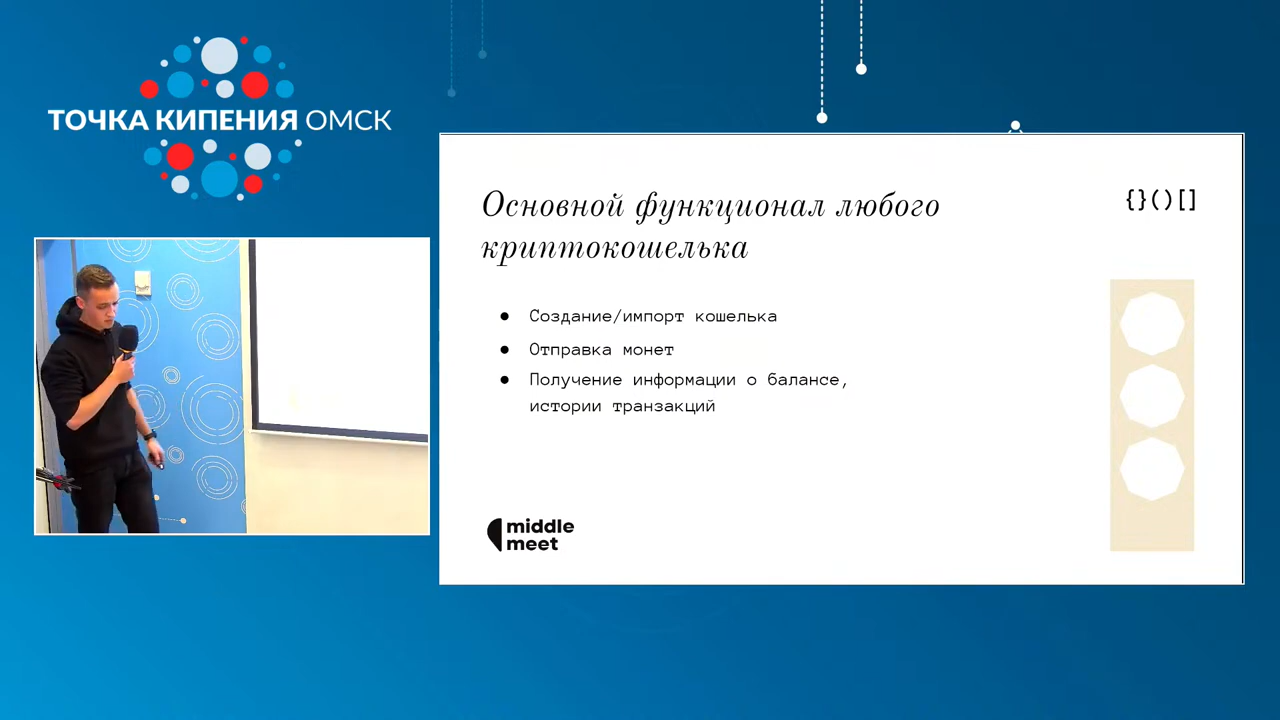 ТОЧКА КИПЕНИЯ ОМСК
Основной функционал любого
криптокошелька
{}()[]
● Создание/импорт кошелька
● Отправка монет
● Получение информации о балансе,
истории транзакций
middle
meet